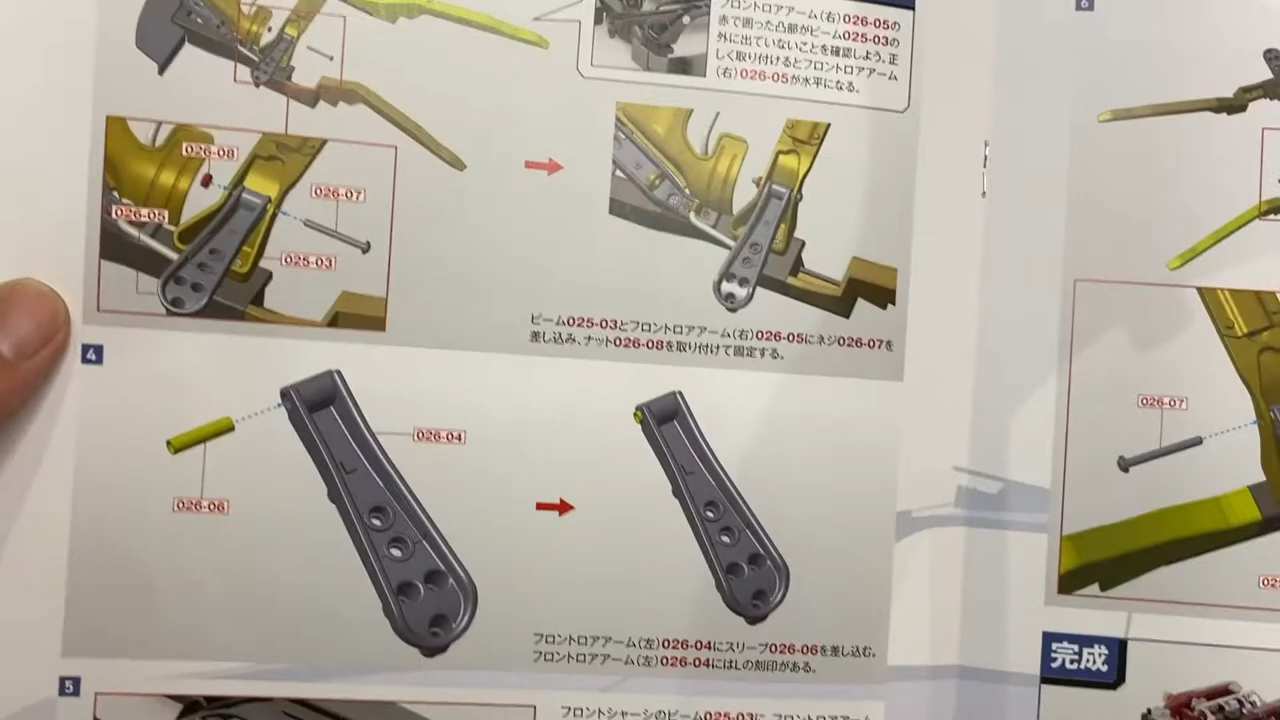 フロントロアアーム(右)026-05の
赤で囲った凸部がビーム025-03の
外に出ていないことを確認しよう。正
しく取り付けるとフロントロアアーム
(右)026-05が水平になる。
026-08
026-07
026-05
025-03
ビーム025-03とフロントロアアーム(右)026-05にネジ026-07を
差し込み、ナット026-08を取り付けて固定する。
4
026-04
026-06
L
L
フロントロアアーム(左)026-04にスリーブ026-06を差し込む。
フロントロアアーム(左)026-04にはLの刻印がある。
5
フロントシャーシのビーム025-03に、フロントロアアーム
6
026-07
完成